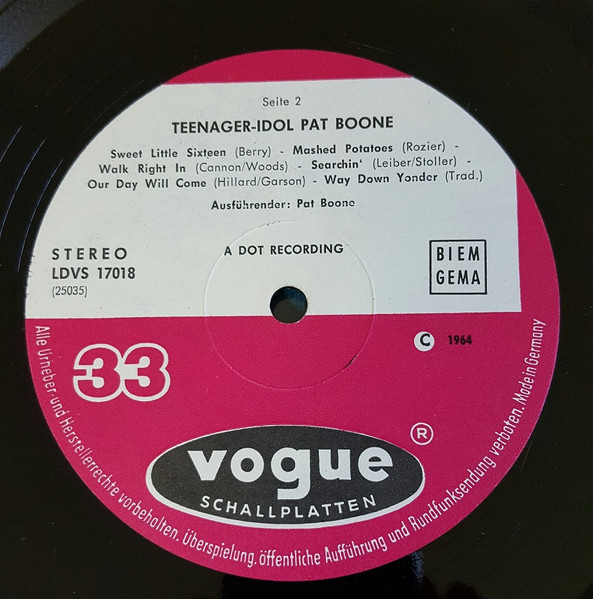 Seite 2
TEENAGER-IDOL PAT BOONE
Sweet Little Sixteen (Berry) - Mashed Potatoes (Rozier) -
Walk Right In (Cannon/Woods) - Searchin' (Leiber/Stoller) -
Our Day Will Come (Hillard/Garson) - Way Down Yonder (Trad.)
Ausführender: Pat Boone
STEREO
LDVS 17018
(25035)
A DOT RECORDING
BIEM
GEMA
33
C 1964
vogue ®
SCHALLPLATTEN
Alle Urheber- und Herstellerrechte vorbehalten. Überspielung, öffentliche Aufführung und Rundfunksendung verboten. Made in Germany